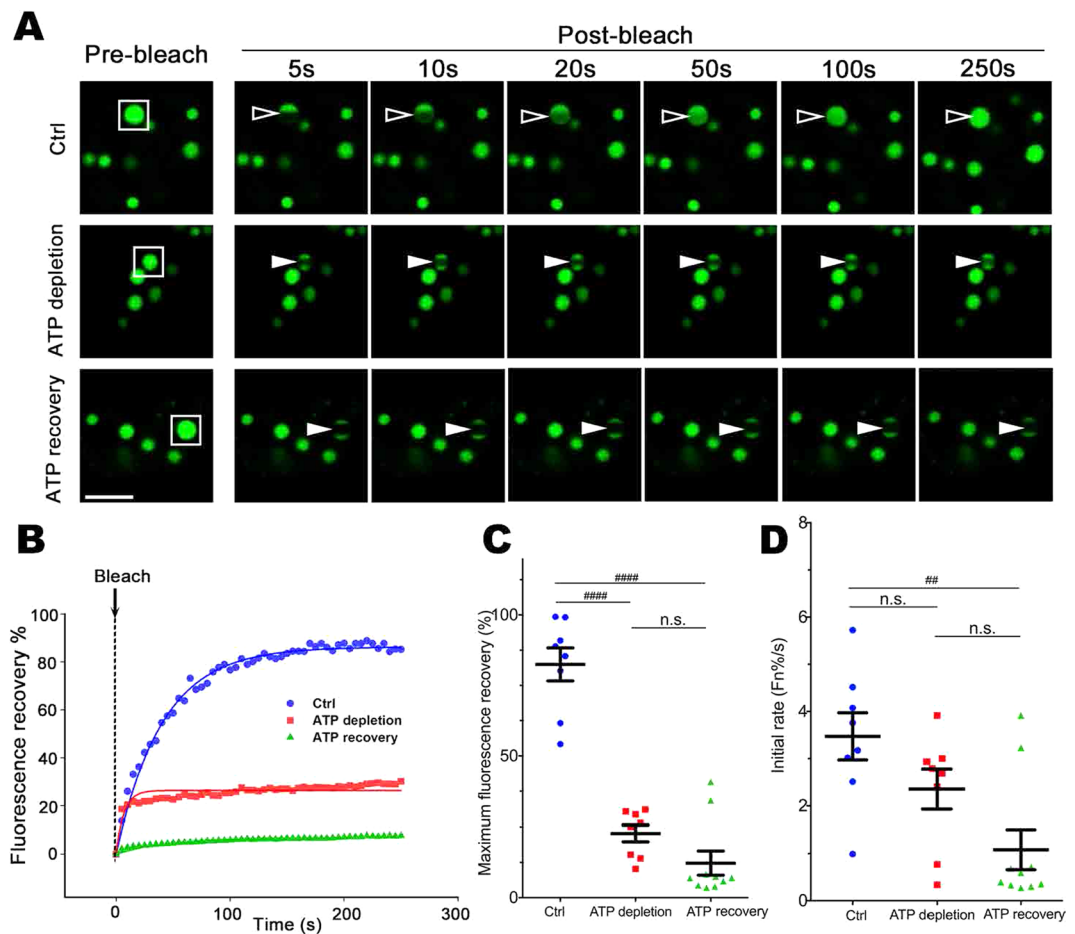 A
Pre-bleach
Post-bleach
5s 10s 20s 50s 100s 250s
Ctrl
ATP depletion
ATP recovery
B
Bleach
Fluorescence recovery %
100
80
60
40
20
0
Ctrl
ATP depletion
ATP recovery
0 100 200 300
Time (s)
C
Maximum fluorescence recovery (%)
100
50
0
####
####
n.s.
Ctrl ATP depletion ATP recovery
D
Initial rate (Fn%/s)
8
6
4
2
0
##
n.s.
n.s.
Ctrl ATP depletion ATP recovery